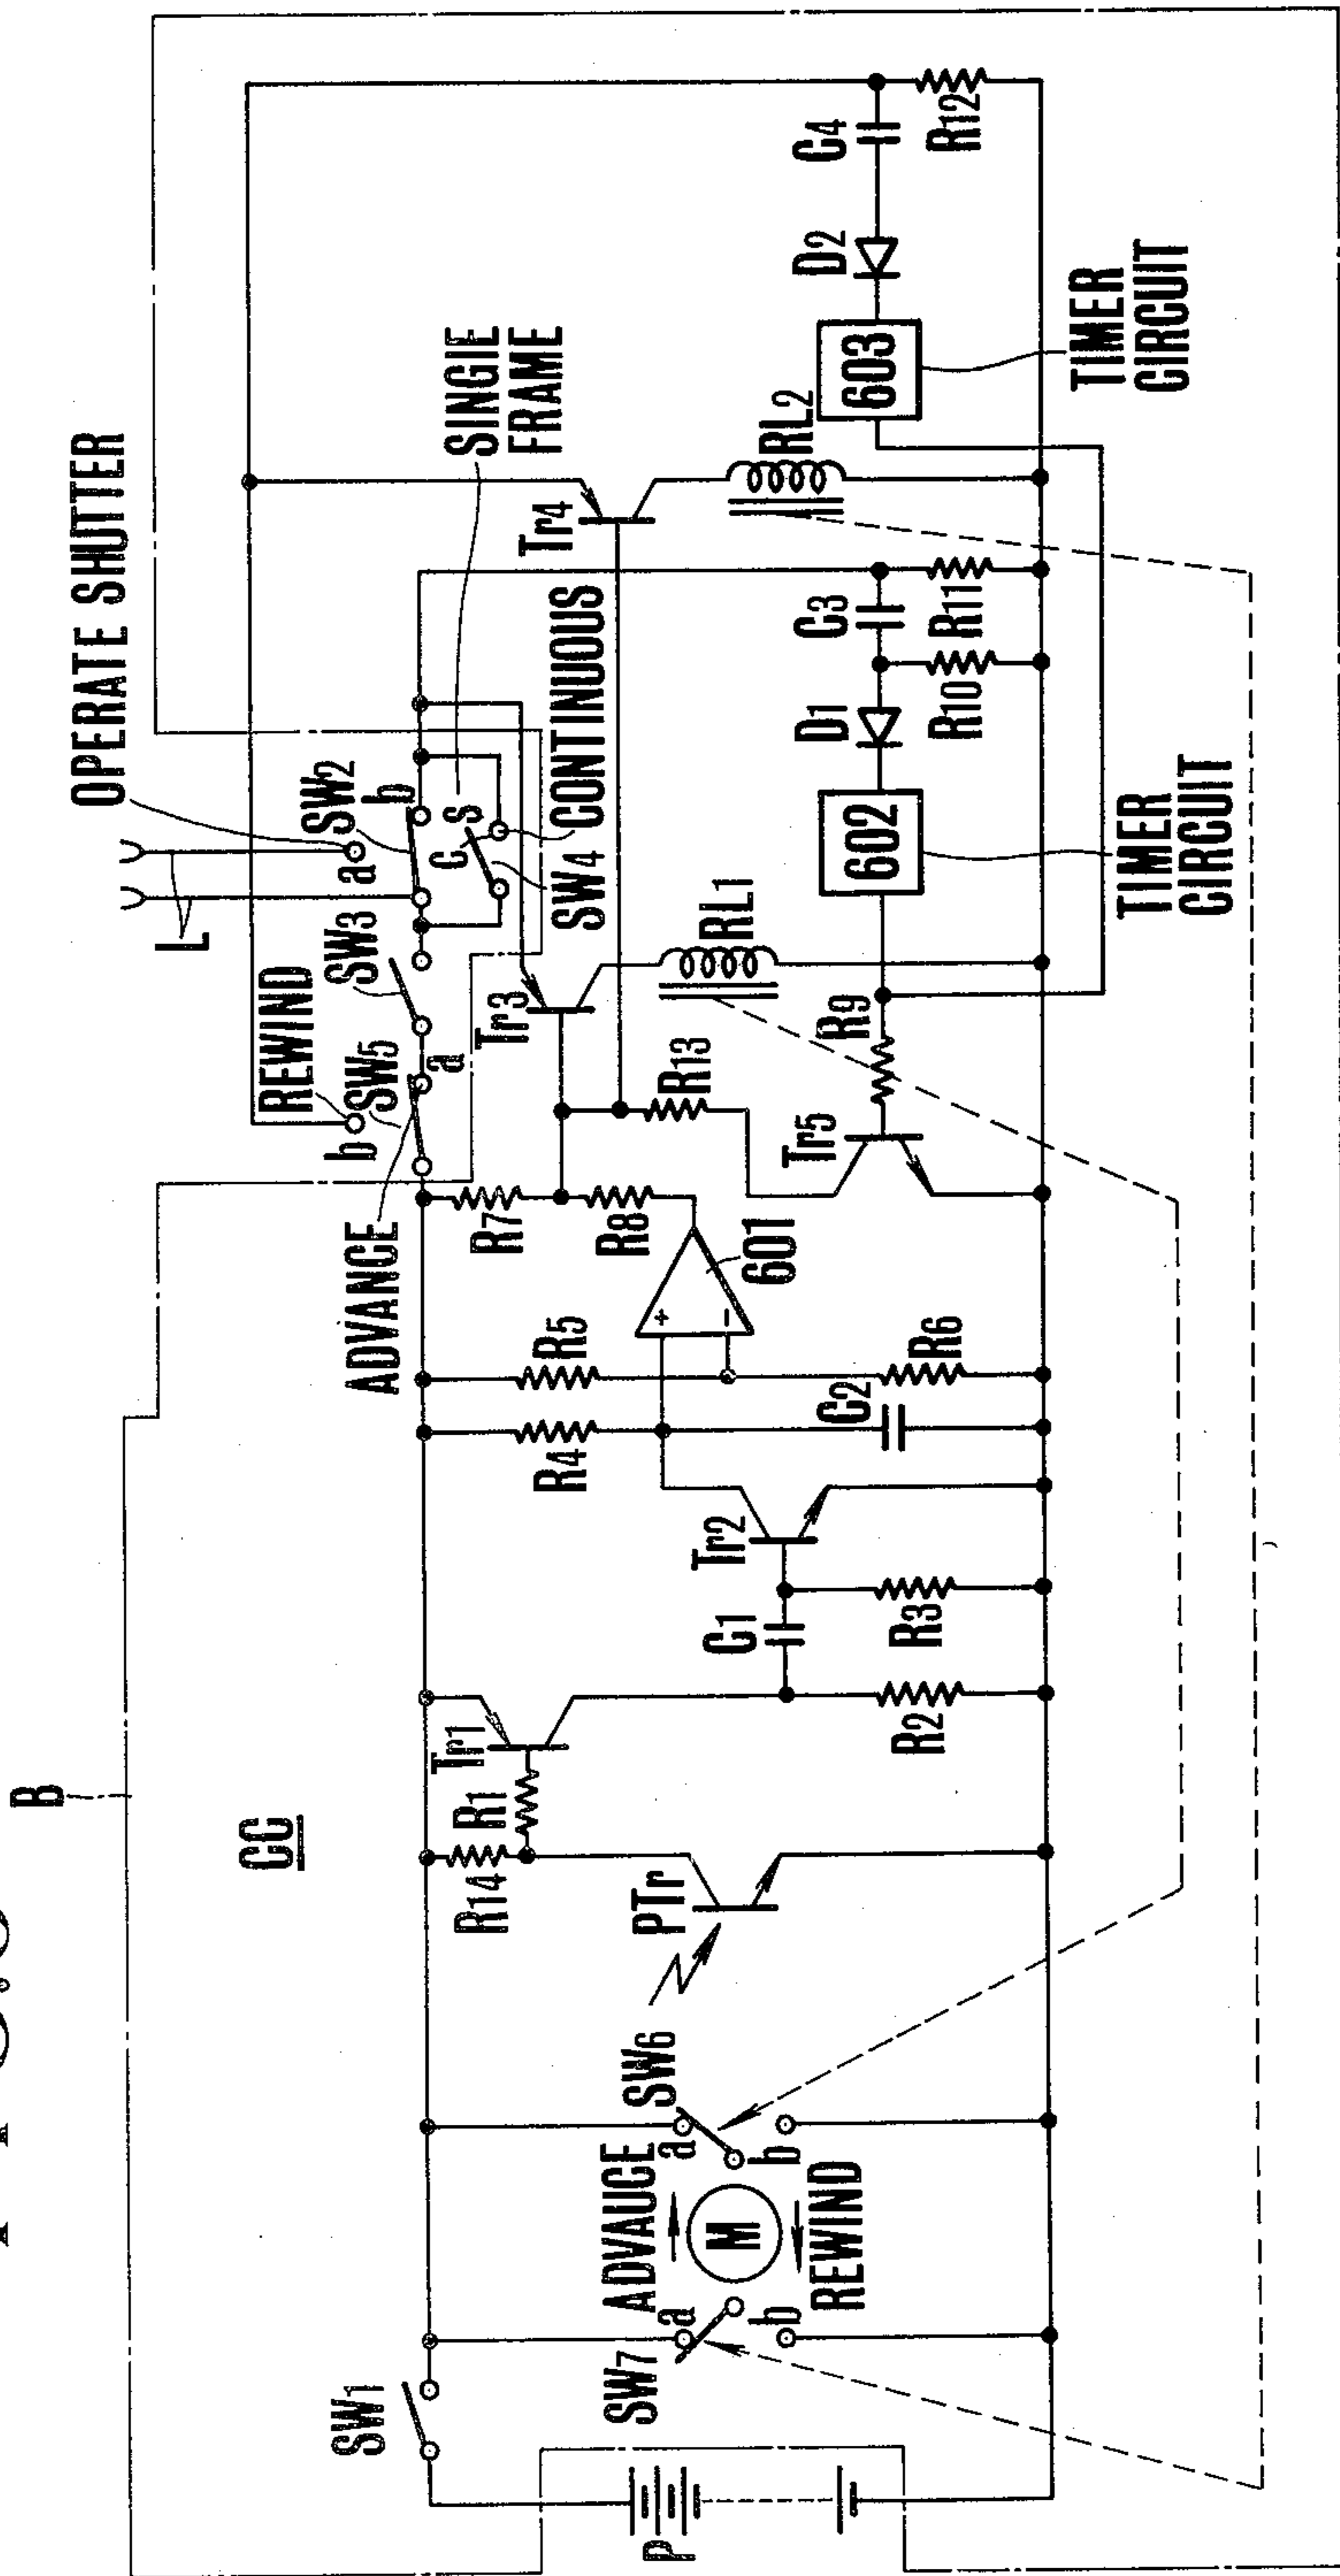 B
CC
OPERATE SHUTTER
L
REWIND
b
SW5
a
SW3
a
SW2
b
ADVANCE
C
S
SW4
CONTINUOUS
SINGIE
FRAME
SW1
P
SW7
a
b
ADVAUCE
M
REWIND
SW6
a
b
PTr
R14
R1
Tr1
R2
C1
R3
Tr2
R4
R5
C2
R6
+
−
601
R7
R8
Tr3
R13
Tr5
R9
RL1
602
TIMER
CIRCUIT
D1
C3
R10
R11
Tr4
RL2
603
TIMER
CIRCUIT
D2
C4
R12